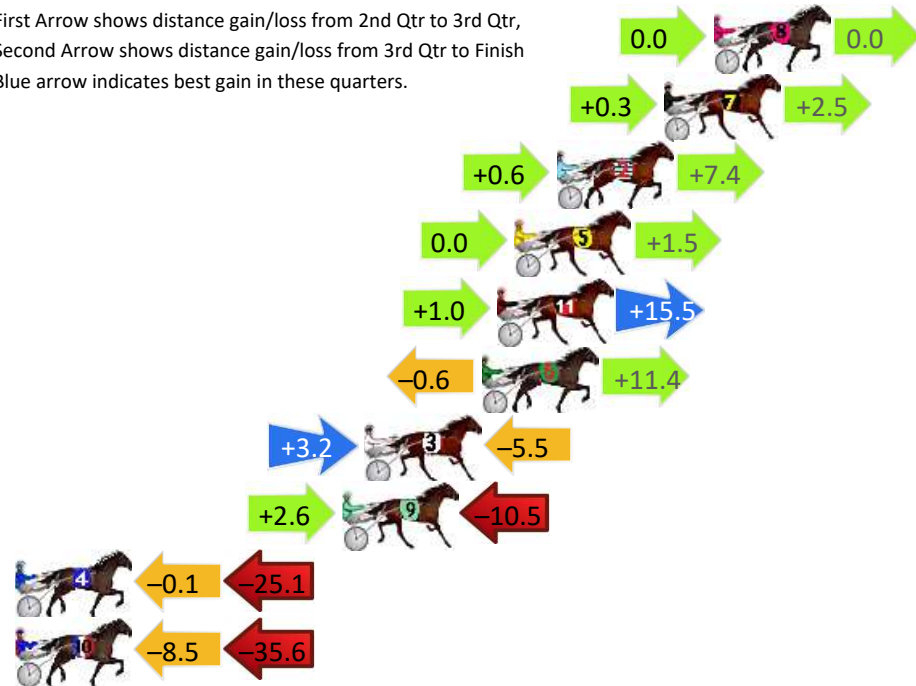 First Arrow shows distance gain/loss from 2nd Qtr to 3rd Qtr,
Second Arrow shows distance gain/loss from 3rd Qtr to Finish
Blue arrow indicates best gain in these quarters.
0.0 8 0.0
+0.3 7 +2.5
+0.6 +7.4
0.0 5 +1.5
+1.0 11 +15.5
–0.6 +11.4
+3.2 3 –5.5
+2.6 9 –10.5
4 –0.1 –25.1
10 –8.5 –35.6